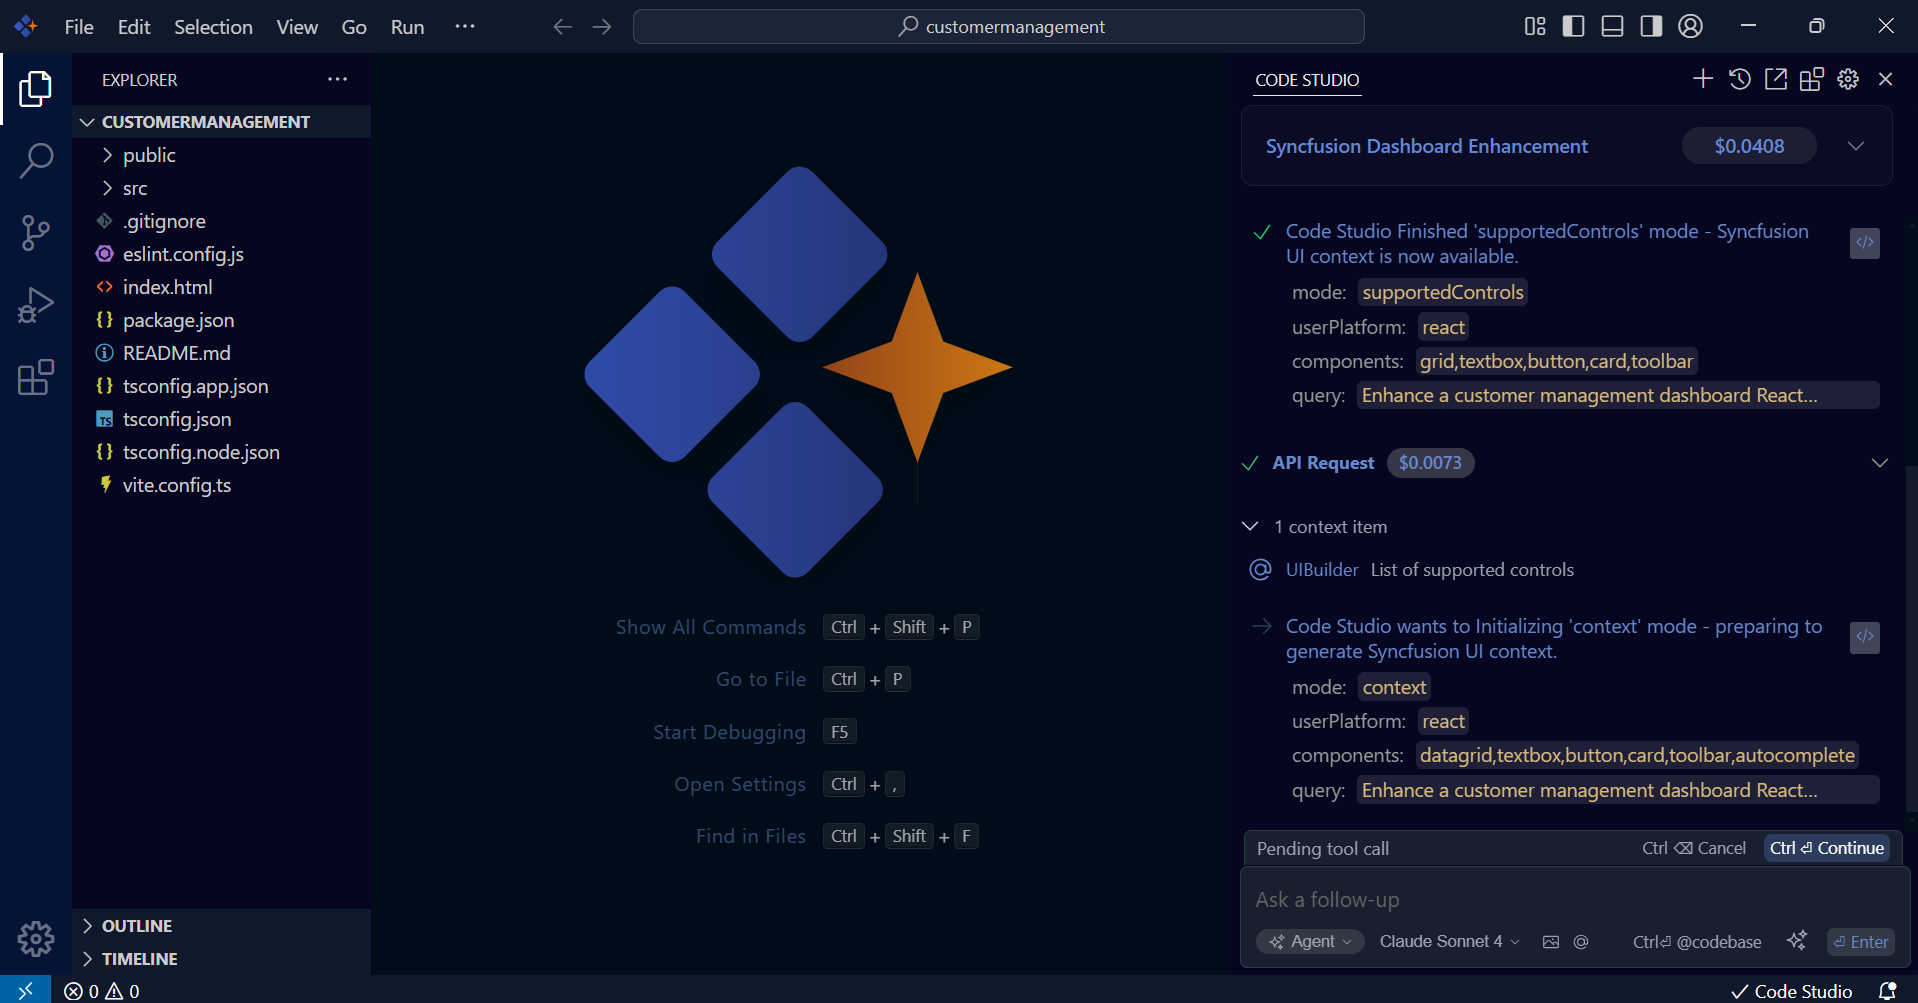 File Edit Selection View Go Run ···
customermanagement
EXPLORER ···
CUSTOMERMANAGEMENT
public
src
.gitignore
eslint.config.js
index.html
package.json
README.md
tsconfig.app.json
tsconfig.json
tsconfig.node.json
vite.config.ts
OUTLINE
TIMELINE
Show All Commands Ctrl + Shift + P
Go to File Ctrl + P
Start Debugging F5
Open Settings Ctrl + ,
Find in Files Ctrl + Shift + F
CODE STUDIO
Syncfusion Dashboard Enhancement $0.0408
Code Studio Finished 'supportedControls' mode - Syncfusion
UI context is now available.
mode: supportedControls
userPlatform: react
components: grid,textbox,button,card,toolbar
query: Enhance a customer management dashboard React...
API Request $0.0073
1 context item
UIBuilder List of supported controls
Code Studio wants to Initializing 'context' mode - preparing to
generate Syncfusion UI context.
mode: context
userPlatform: react
components: datagrid,textbox,button,card,toolbar,autocomplete
query: Enhance a customer management dashboard React...
Pending tool call Ctrl ⌫ Cancel Ctrl ⏎ Continue
Ask a follow-up
Agent Claude Sonnet 4 Ctrl⏎ @codebase ⏎ Enter
0 0 Code Studio